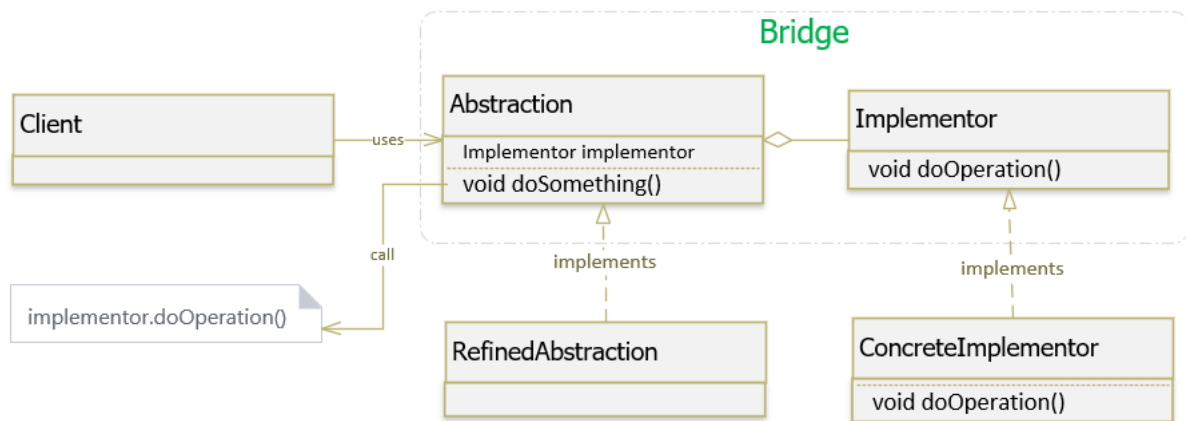 Bridge
Client
uses
Abstraction
Implementor implementor
void doSomething()
Implementor
void doOperation()
call
implements
implements
implementor.doOperation()
RefinedAbstraction
ConcreteImplementor
void doOperation()